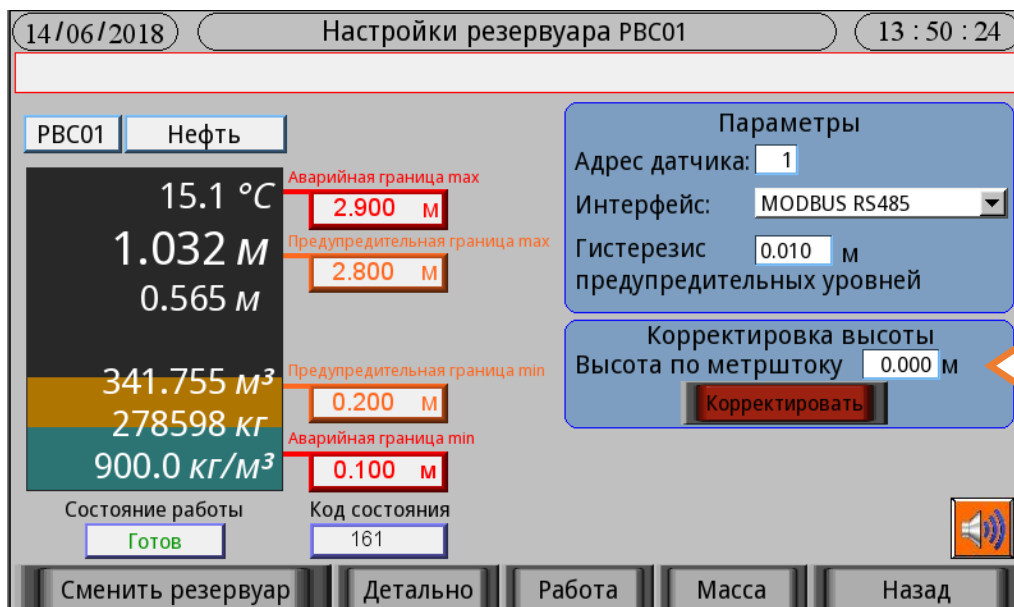 14/06/2018 Настройки резервуара РВС01 13 : 50 : 24
РВС01 Нефть
15.1 °C
1.032 м
0.565 м
341.755 м³
278598 кг
900.0 кг/м³
Аварийная граница max
2.900 м
Предупредительная граница max
2.800 м
Предупредительная граница min
0.200 м
Аварийная граница min
0.100 м
Состояние работы
Готов
Код состояния
161
Параметры
Адрес датчика: 1
Интерфейс: MODBUS RS485
Гистерезис 0.010 м
предупредительных уровней
Корректировка высоты
Высота по метрштоку 0.000 м
Корректировать
Сменить резервуар Детально Работа Масса Назад